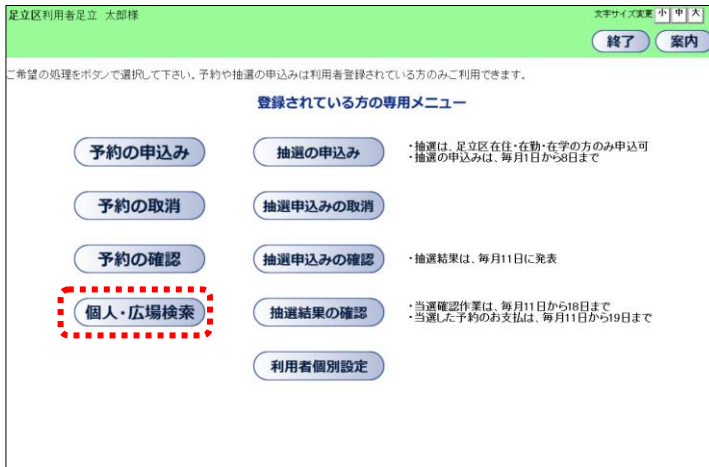 足立区利用者足立 太郎様
文字サイズ変更 小 中 大
終了 案内
ご希望の処理をボタンで選択して下さい。予約や抽選の申込みは利用者登録されている方のみご利用できます。
登録されている方の専用メニュー
予約の申込み 抽選の申込み ・抽選は、足立区在住・在勤・在学の方のみ申込可
・抽選の申込みは、毎月1日から8日まで
予約の取消 抽選申込みの取消
予約の確認 抽選申込みの確認 ・抽選結果は、毎月11日に発表
個人・広場検索 抽選結果の確認 ・当選確認作業は、毎月11日から18日まで
・当選した予約のお支払は、毎月11日から19日まで
利用者個別設定